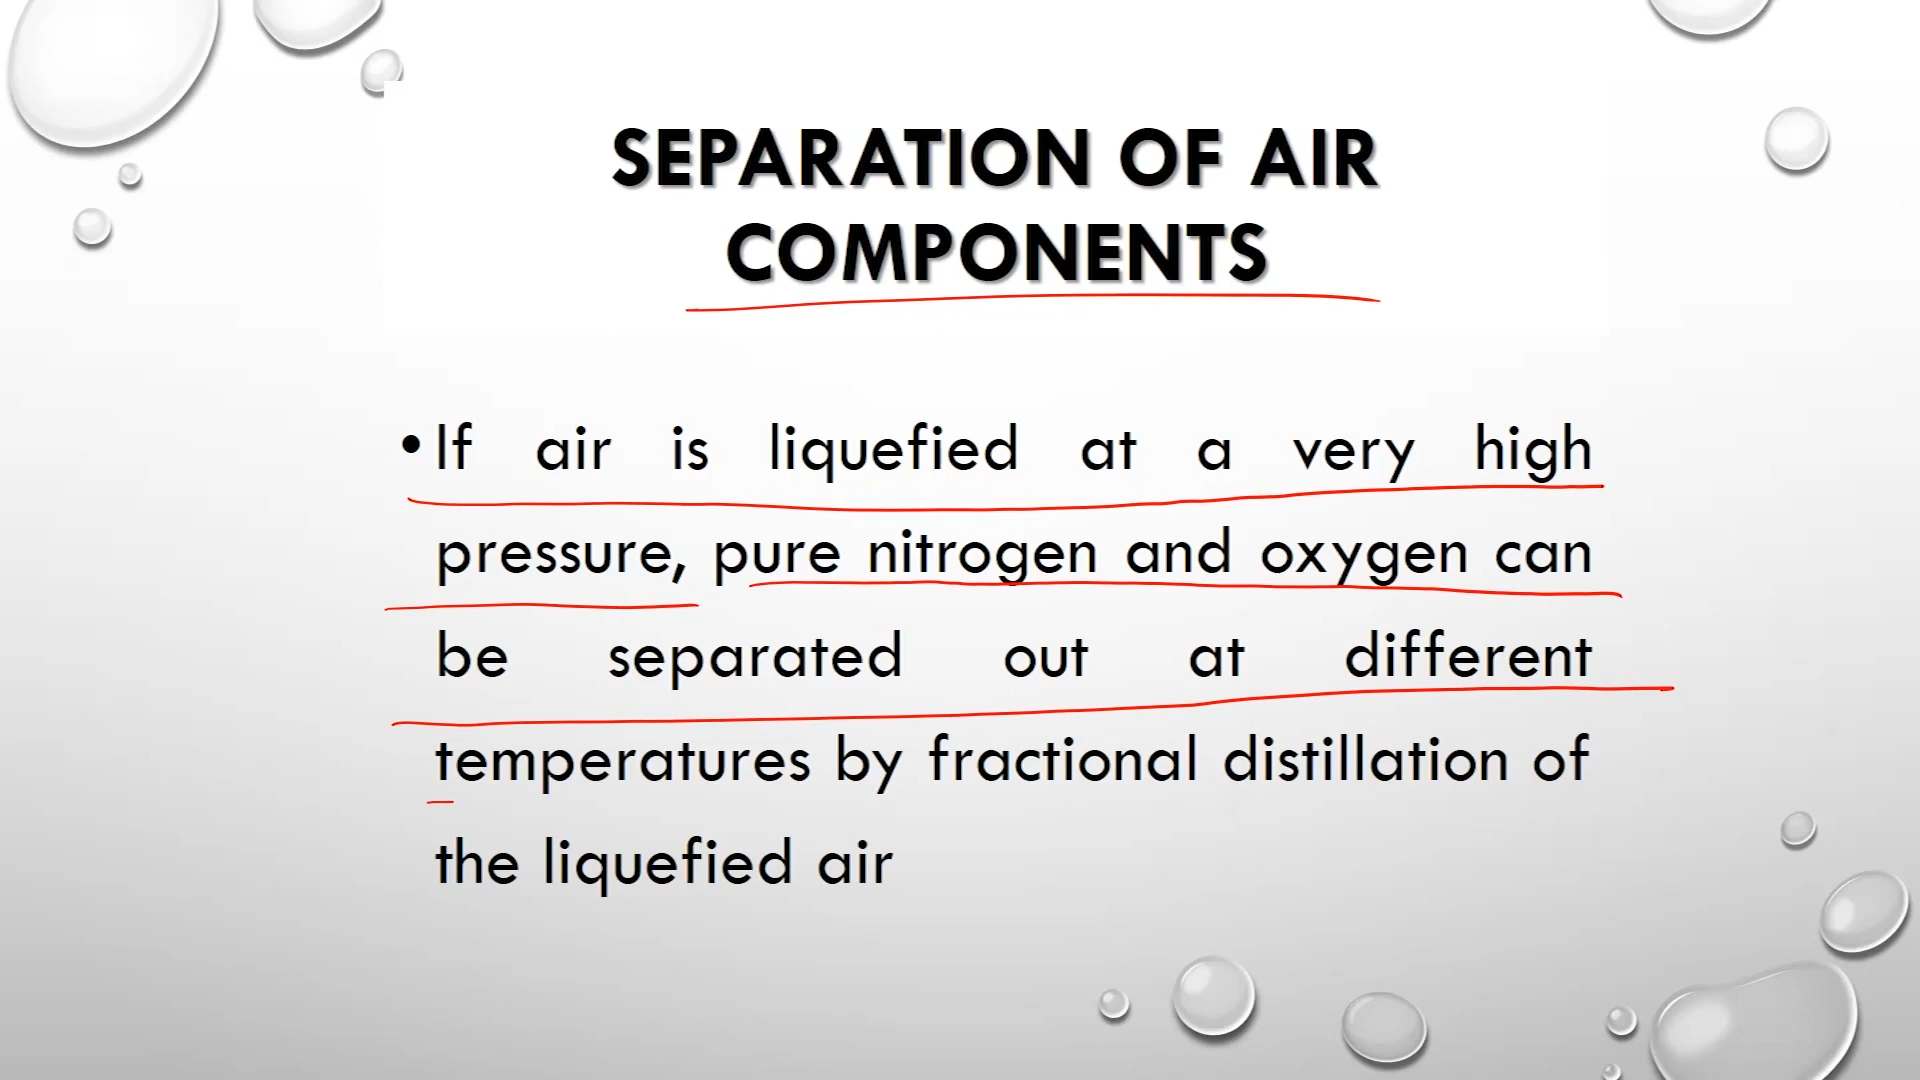 SEPARATION OF AIR
COMPONENTS
• If air is liquefied at a very high
pressure, pure nitrogen and oxygen can
be separated out at different
temperatures by fractional distillation of
the liquefied air